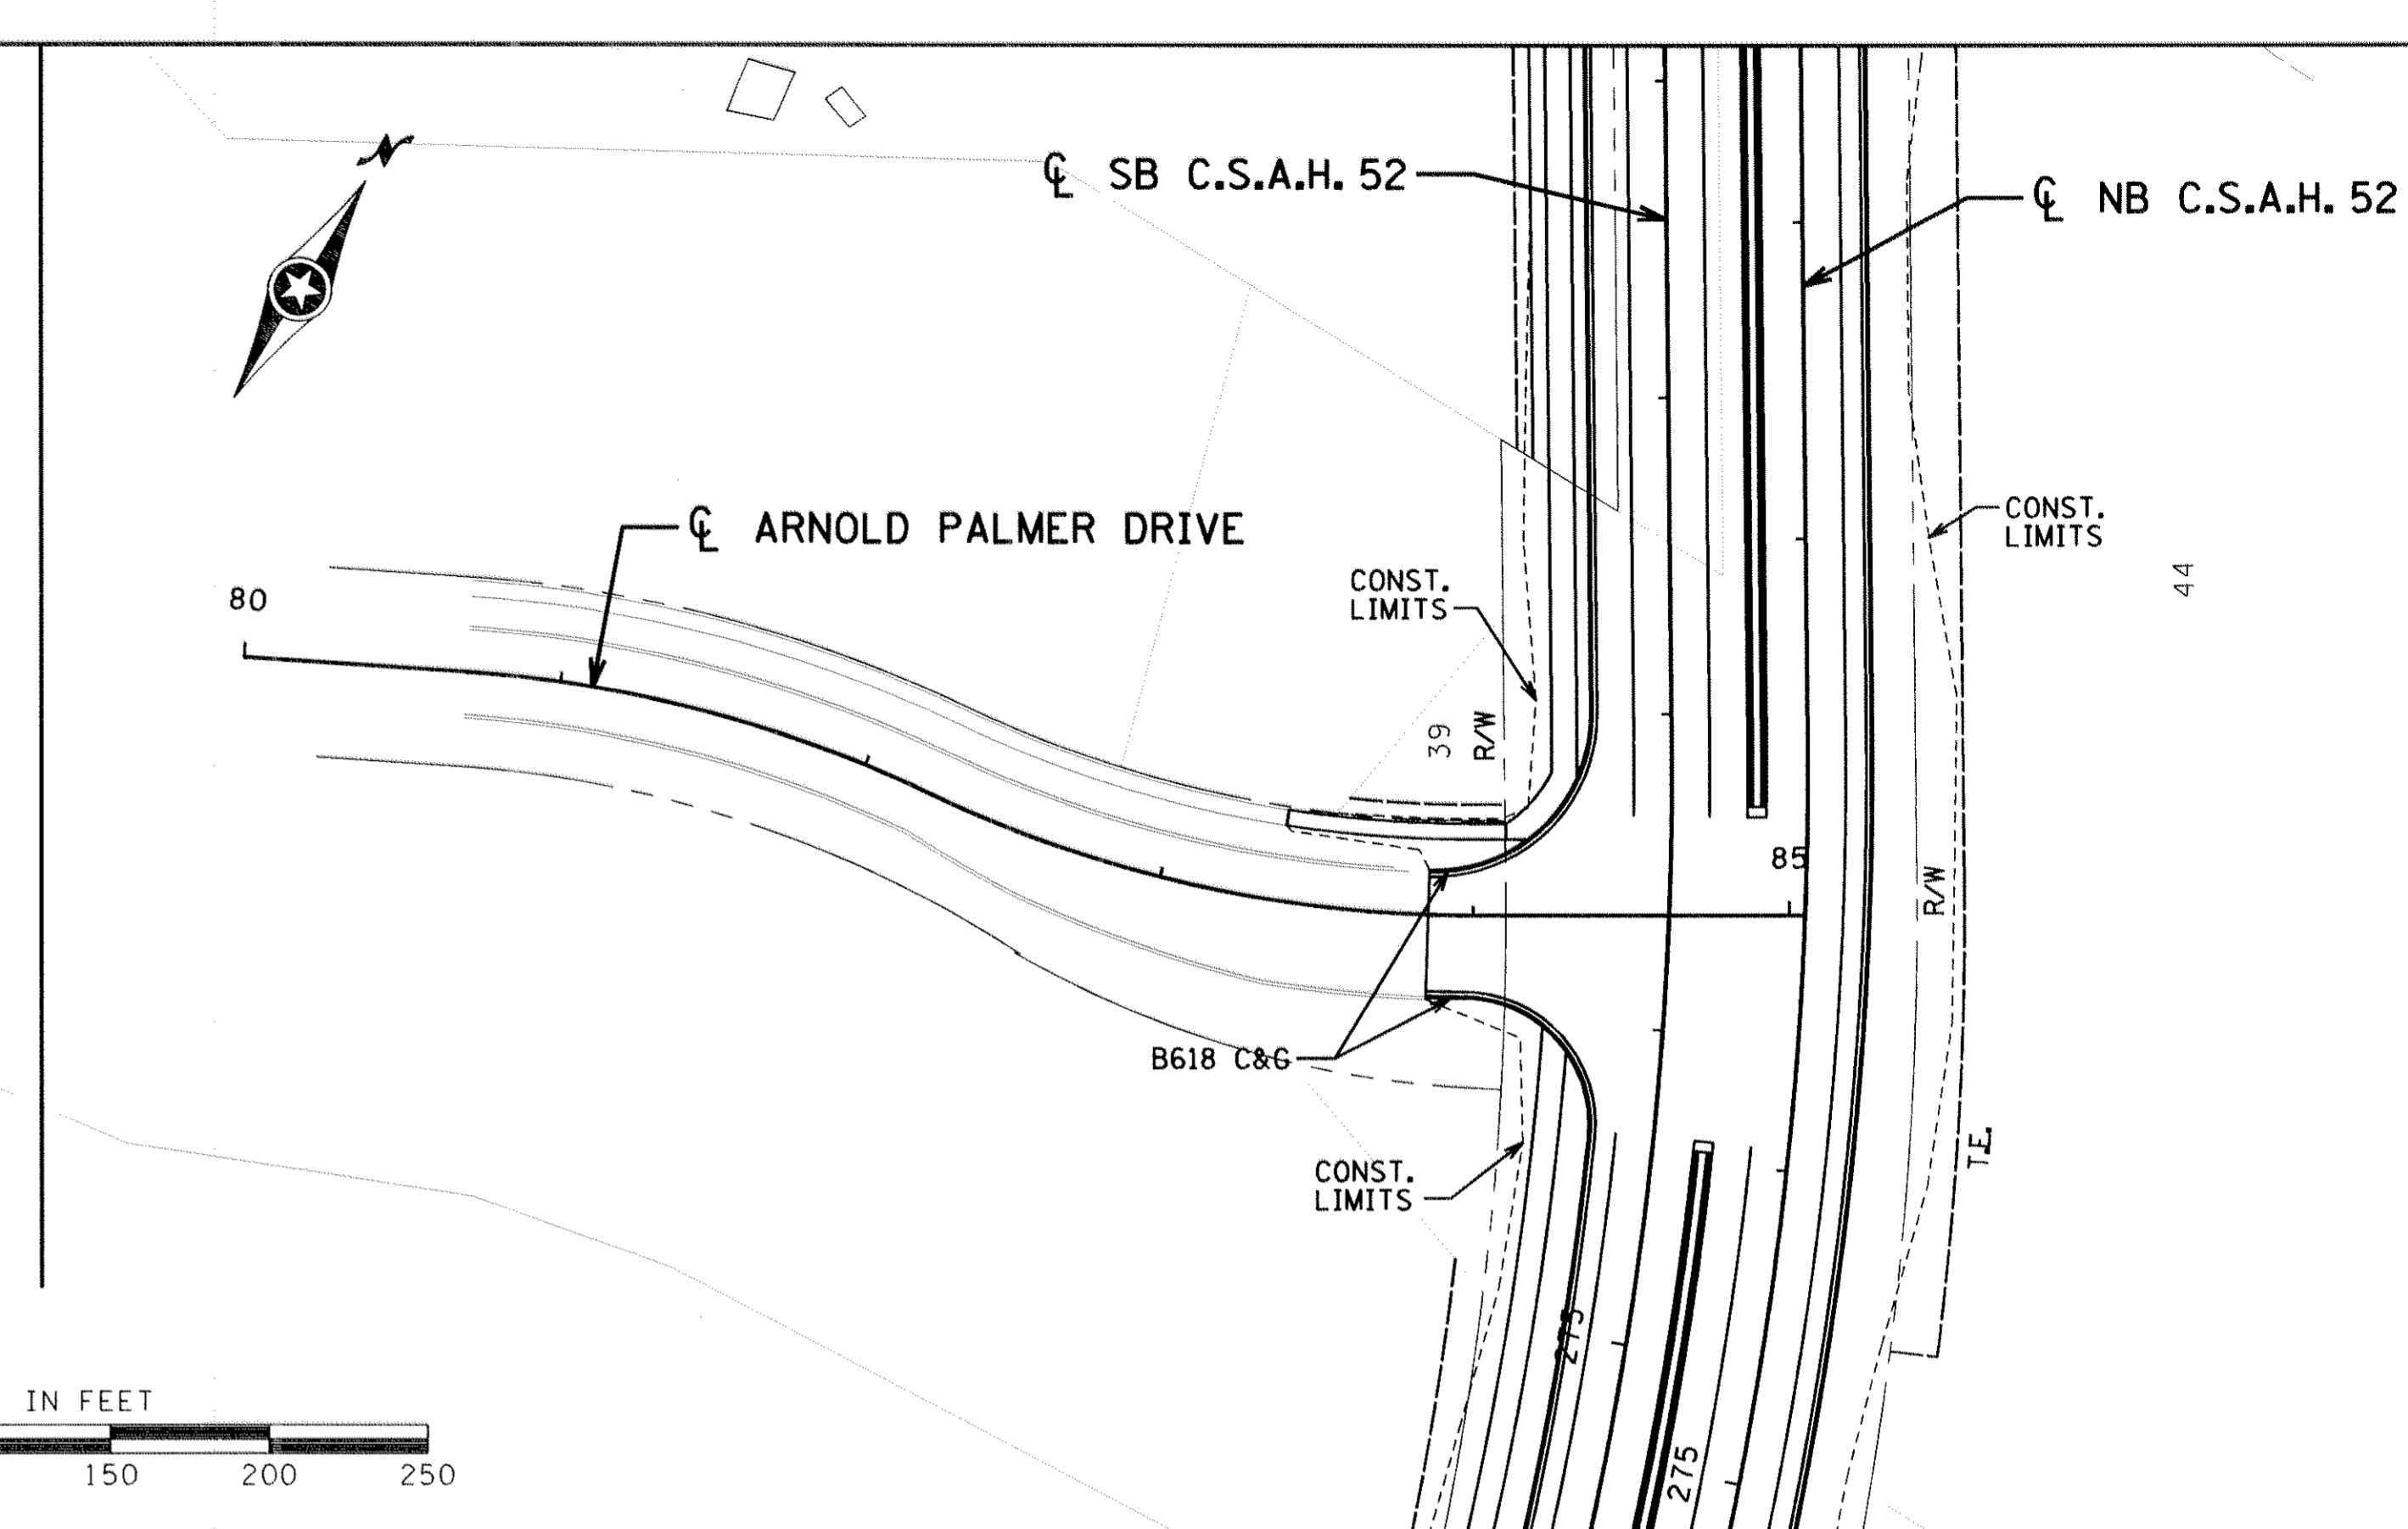 N
℄ SB C.S.A.H. 52
℄ NB C.S.A.H. 52
℄ ARNOLD PALMER DRIVE
80
CONST.
LIMITS
CONST.
LIMITS
44
39
R/W
85
R/W
B618 C&G
T.E.
CONST.
LIMITS
275
275
IN FEET
150 200 250